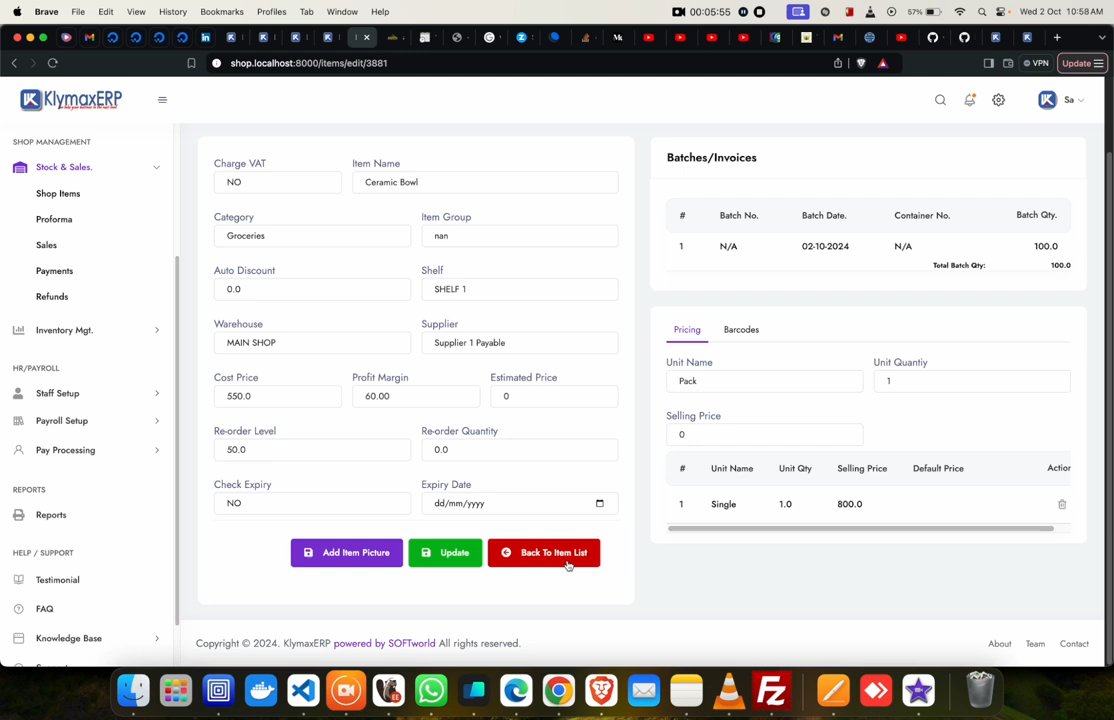 Brave File Edit View History Bookmarks Profiles Tab Window Help 00:05:55 57% Wed 2 Oct 10:58 AM
shop.localhost:8000/items/edit/3881 VPN Update
KlymaxERP
Sa
SHOP MANAGEMENT
Stock & Sales.
Shop Items
Proforma
Sales
Payments
Refunds
Inventory Mgt.
HR/PAYROLL
Staff Setup
Payroll Setup
Pay Processing
REPORTS
Reports
HELP / SUPPORT
Testimonial
FAQ
Knowledge Base
Charge VAT Item Name
NO Ceramic Bowl
Category Item Group
Groceries nan
Auto Discount Shelf
0.0 SHELF 1
Warehouse Supplier
MAIN SHOP Supplier 1 Payable
Cost Price Profit Margin Estimated Price
550.0 60.00 0
Re-order Level Re-order Quantity
50.0 0.0
Check Expiry Expiry Date
NO dd/mm/yyyy
Add Item Picture Update Back To Item List
Batches/Invoices
# Batch No. Batch Date. Container No. Batch Qty.
1 N/A 02-10-2024 N/A 100.0
Total Batch Qty: 100.0
Pricing Barcodes
Unit Name Unit Quantiy
Pack 1
Selling Price
0
# Unit Name Unit Qty Selling Price Default Price Action
1 Single 1.0 800.0
Copyright © 2024. KlymaxERP powered by SOFTworld All rights reserved.
About Team Contact